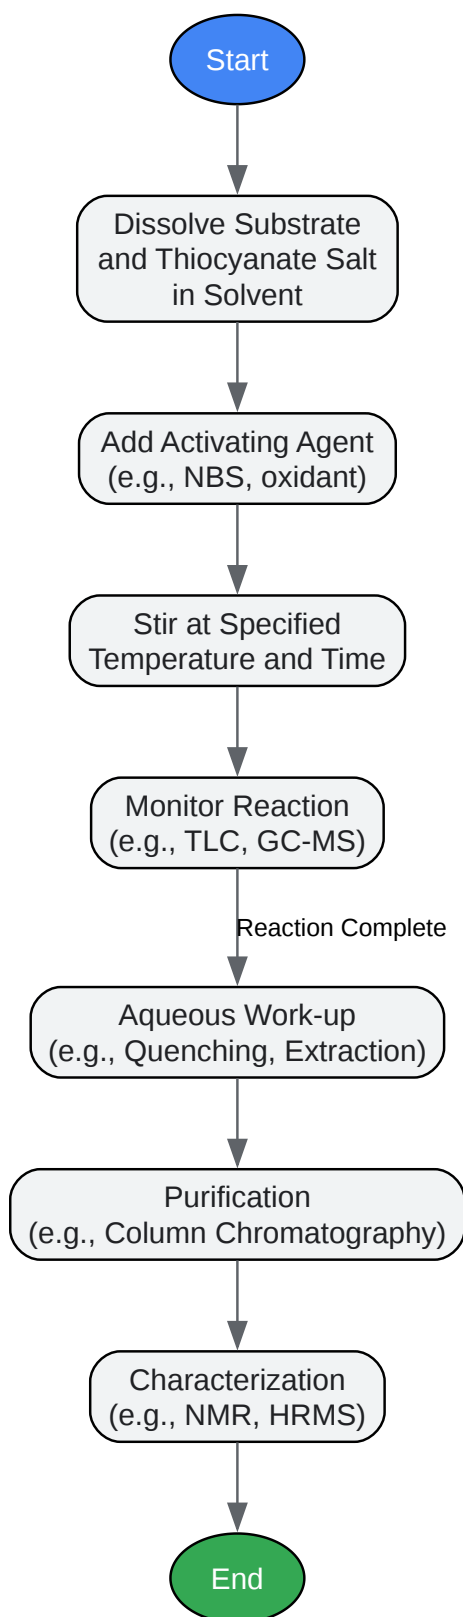 Start
Dissolve Substrate
and Thiocyanate Salt
in Solvent
Add Activating Agent
(e.g., NBS, oxidant)
Stir at Specified
Temperature and Time
Monitor Reaction
(e.g., TLC, GC-MS)
Reaction Complete
Aqueous Work-up
(e.g., Quenching, Extraction)
Purification
(e.g., Column Chromatography)
Characterization
(e.g., NMR, HRMS)
End